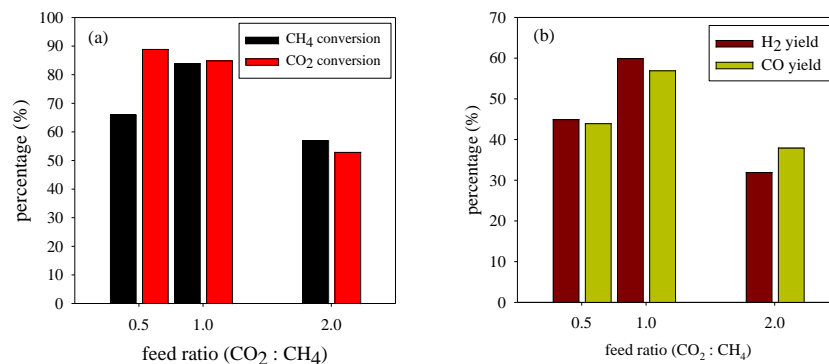 (a)
CH4 conversion
CO2 conversion
percentage (%)
100
90
80
70
60
50
40
30
20
10
0
0.5 1.0 2.0
feed ratio (CO2 : CH4)
(b)
H2 yield
CO yield
percentage (%)
70
60
50
40
30
20
10
0
0.5 1.0 2.0
feed ratio (CO2 : CH4)